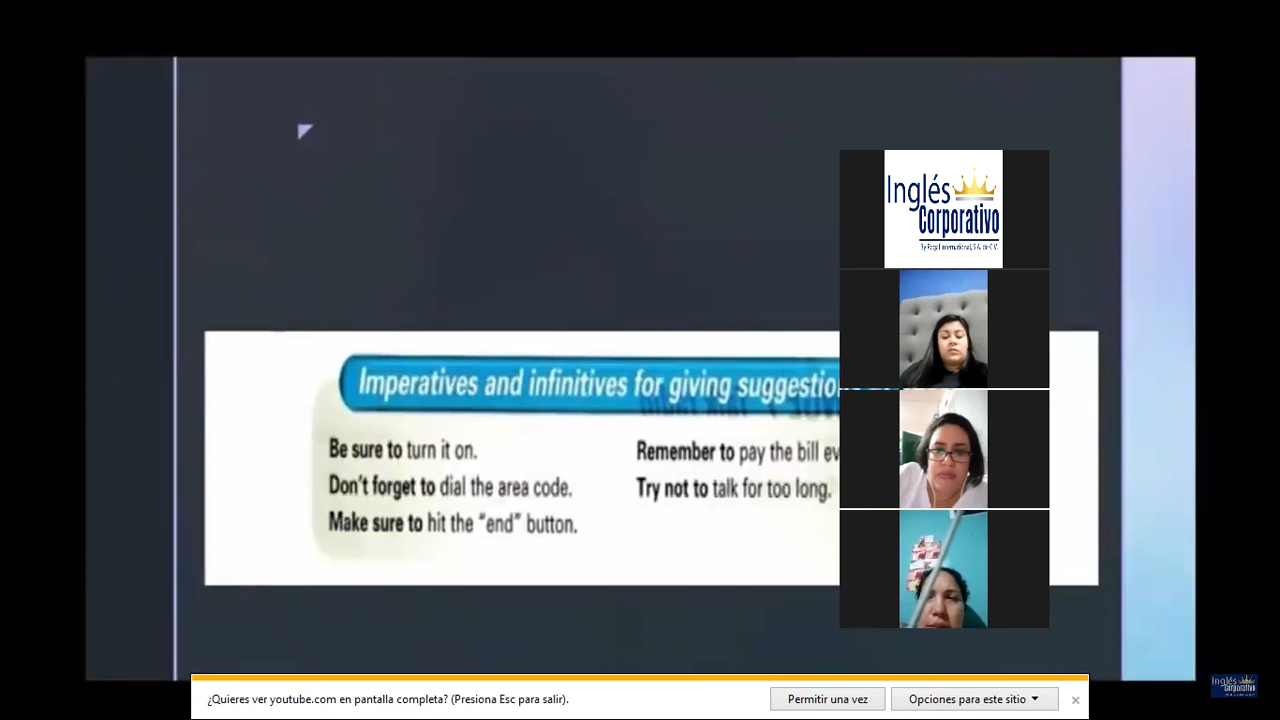 Inglés
Corporativo
Imperatives and infinitives for giving
Be sure to turn it on.
Remember to pay the bill
Don't forget to dial the area code.
Try not to talk for too long.
Make sure to hit the “end” button.
¿Quieres ver youtube.com en pantalla completa? (Presiona Esc para salir).
Permitir una vez
Opciones para este sitio
Inglés
Corporativo